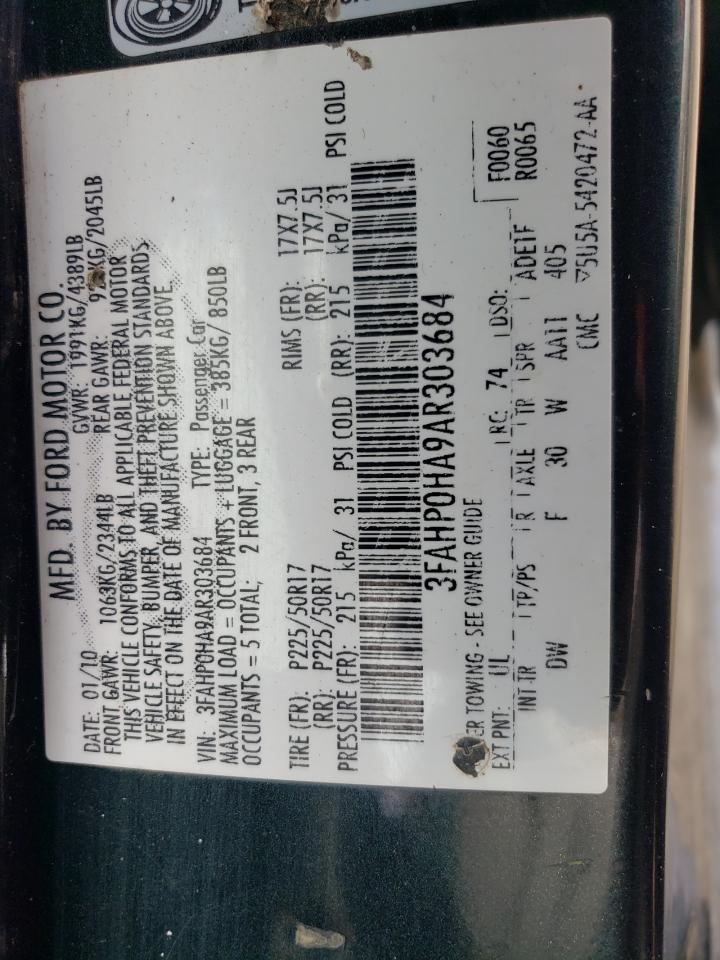 MFD. BY FORD MOTOR CO.
DATE: 01/10 GVWR: 1991KG/4389LB
FRONT GAWR: 1063KG/2344LB REAR GAWR: /2045LB
THIS VEHICLE CONFORMS TO ALL APPLICABLE FEDERAL MOTOR
VEHICLE SAFETY, BUMPER, AND THEFT PREVENTION STANDARDS
IN EFFECT ON THE DATE OF MANUFACTURE SHOWN ABOVE.
VIN: 3FAHP0HA9AR303684 TYPE: Passenger Car
MAXIMUM LOAD = OCCUPANTS + LUGGAGE = 385KG/ 850LB
OCCUPANTS = 5 TOTAL; 2 FRONT, 3 REAR
TIRE (FR): P225/50R17 RIMS (FR): 17X7.5J
(RR): P225/50R17 (RR): 17X7.5J
PRESSURE (FR): 215 kPa/ 31 PSI COLD (RR): 215 kPa/ 31 PSI COLD
3FAHP0HA9AR303684
TOWING - SEE OWNER GUIDE F0060
EXT PNT: UL RC: 74 DSO: R0065
INT TR TP/PS R AXLE TR SPR ADE1F
DW F 30 W AA11 405
CMC ▽5U5A-5420472-AA